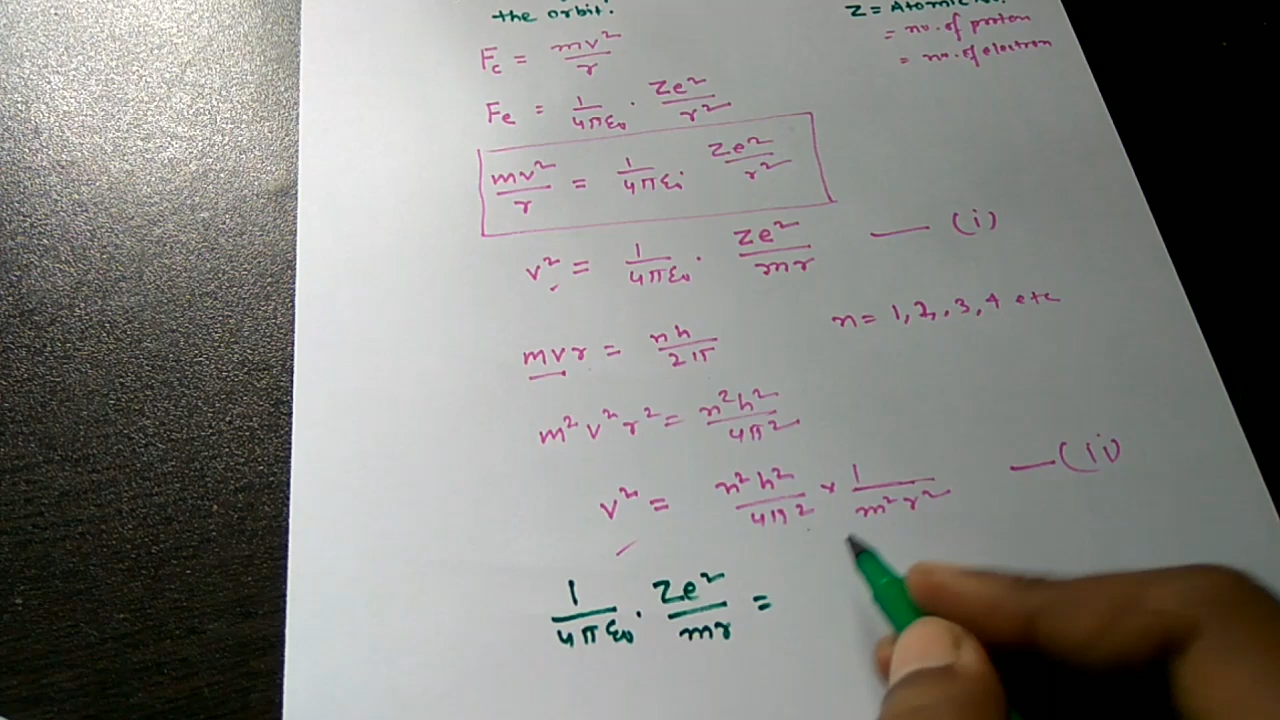 the orbit.
Z = Atomic
= no. of proton
= no. of electron
Fc = mv²/r
Fe = 1/4πε₀ · Ze²/r²
mv²/r = 1/4πε₀ Ze²/r²
v² = 1/4πε₀ · Ze²/mr — (i)
mvr = nh/2π n = 1, 2, 3, 4 etc
m²v²r² = n²h²/4π²
v² = n²h²/4π² × 1/m²r² — (ii)
1/4πε₀ · Ze²/mr =